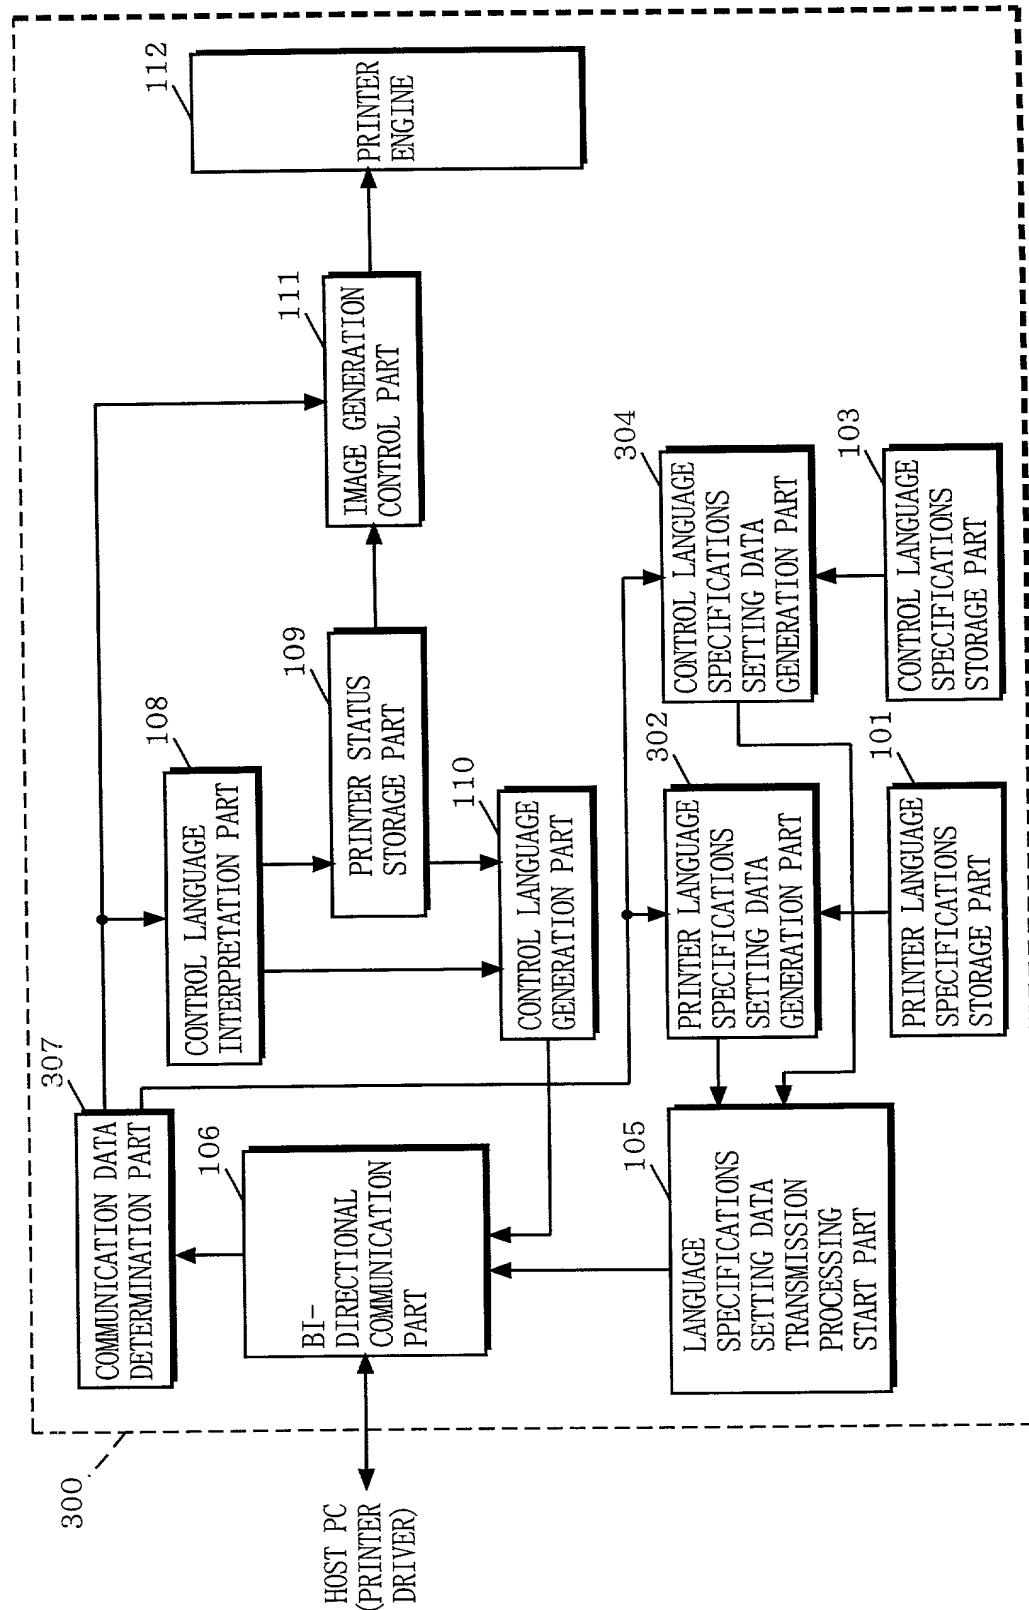 300
HOST PC
(PRINTER
DRIVER)
307
COMMUNICATION DATA
DETERMINATION PART
106
BI-
DIRECTIONAL
COMMUNICATION
PART
105
LANGUAGE
SPECIFICATIONS
SETTING DATA
TRANSMISSION
PROCESSING
START PART
108
CONTROL LANGUAGE
INTERPRETATION PART
109
PRINTER STATUS
STORAGE PART
110
CONTROL LANGUAGE
GENERATION PART
302
PRINTER LANGUAGE
SPECIFICATIONS
SETTING DATA
GENERATION PART
101
PRINTER LANGUAGE
SPECIFICATIONS
STORAGE PART
111
IMAGE GENERATION
CONTROL PART
304
CONTROL LANGUAGE
SPECIFICATIONS
SETTING DATA
GENERATION PART
103
CONTROL LANGUAGE
SPECIFICATIONS
STORAGE PART
112
PRINTER
ENGINE